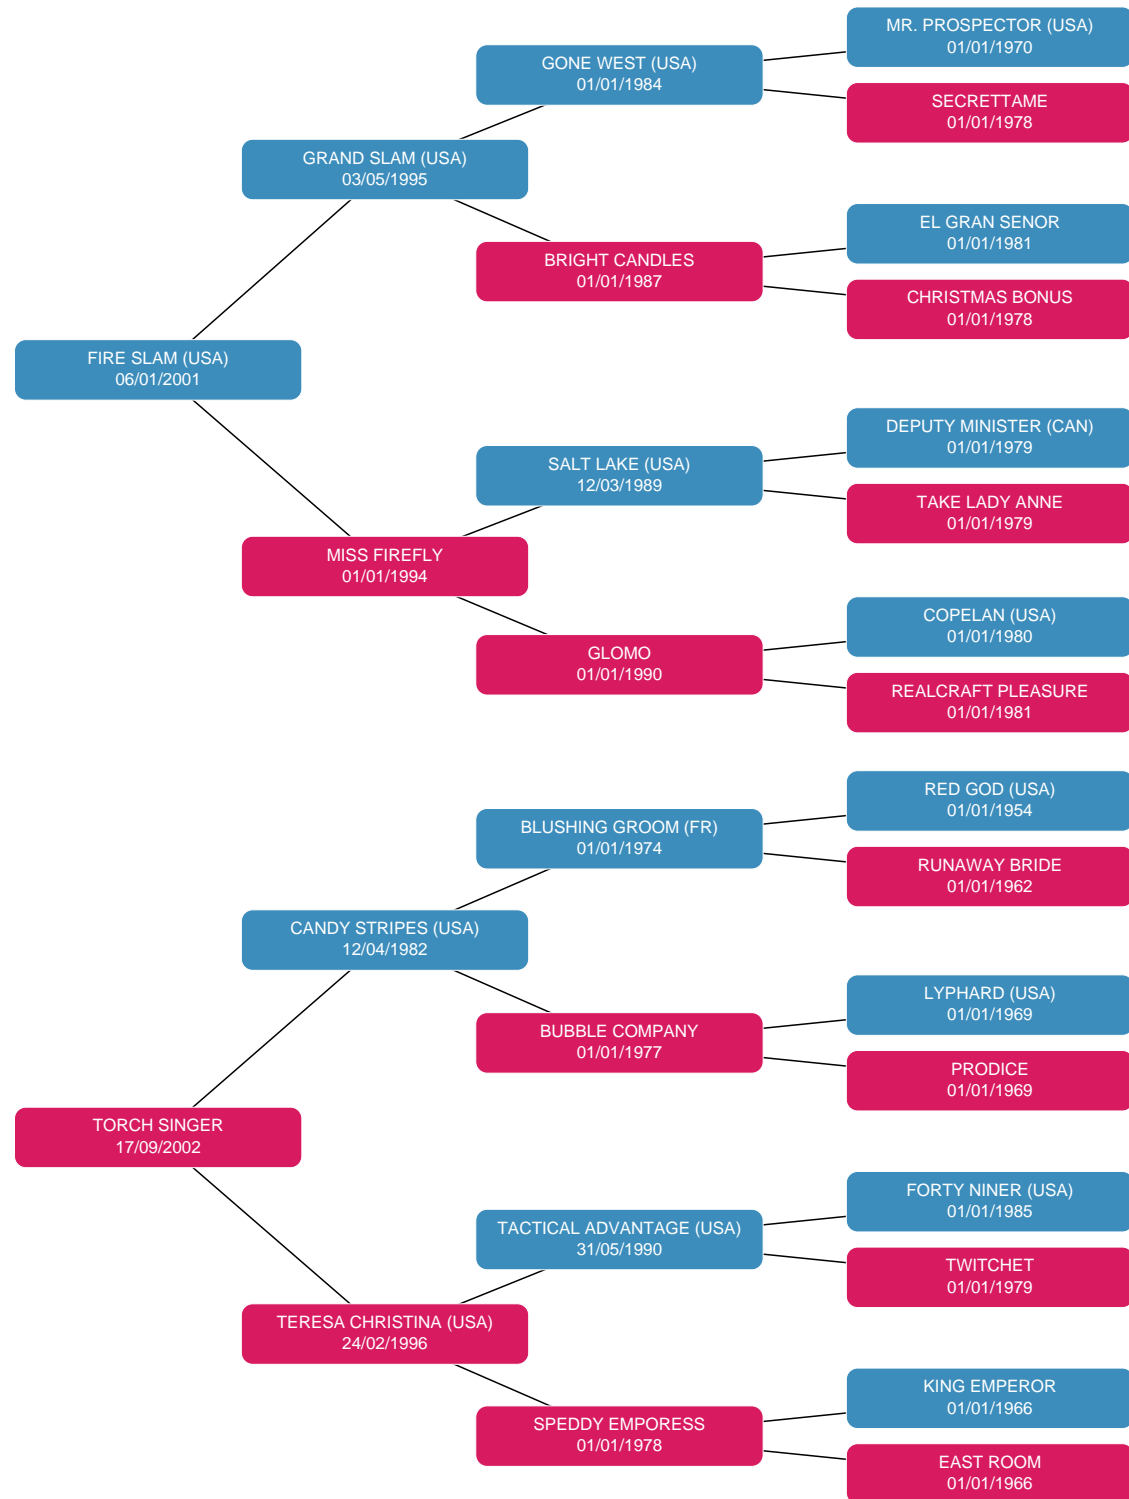 MR. PROSPECTOR (USA)
01/01/1970
GONE WEST (USA)
01/01/1984
SECRETTAME
01/01/1978
GRAND SLAM (USA)
03/05/1995
EL GRAN SENOR
01/01/1981
BRIGHT CANDLES
01/01/1987
CHRISTMAS BONUS
01/01/1978
FIRE SLAM (USA)
06/01/2001
DEPUTY MINISTER (CAN)
01/01/1979
SALT LAKE (USA)
12/03/1989
TAKE LADY ANNE
01/01/1979
MISS FIREFLY
01/01/1994
COPELAN (USA)
01/01/1980
GLOMO
01/01/1990
REALCRAFT PLEASURE
01/01/1981
RED GOD (USA)
01/01/1954
BLUSHING GROOM (FR)
01/01/1974
RUNAWAY BRIDE
01/01/1962
CANDY STRIPES (USA)
12/04/1982
LYPHARD (USA)
01/01/1969
BUBBLE COMPANY
01/01/1977
PRODICE
01/01/1969
TORCH SINGER
17/09/2002
FORTY NINER (USA)
01/01/1985
TACTICAL ADVANTAGE (USA)
31/05/1990
TWITCHET
01/01/1979
TERESA CHRISTINA (USA)
24/02/1996
KING EMPEROR
01/01/1966
SPEDDY EMPORESS
01/01/1978
EAST ROOM
01/01/1966